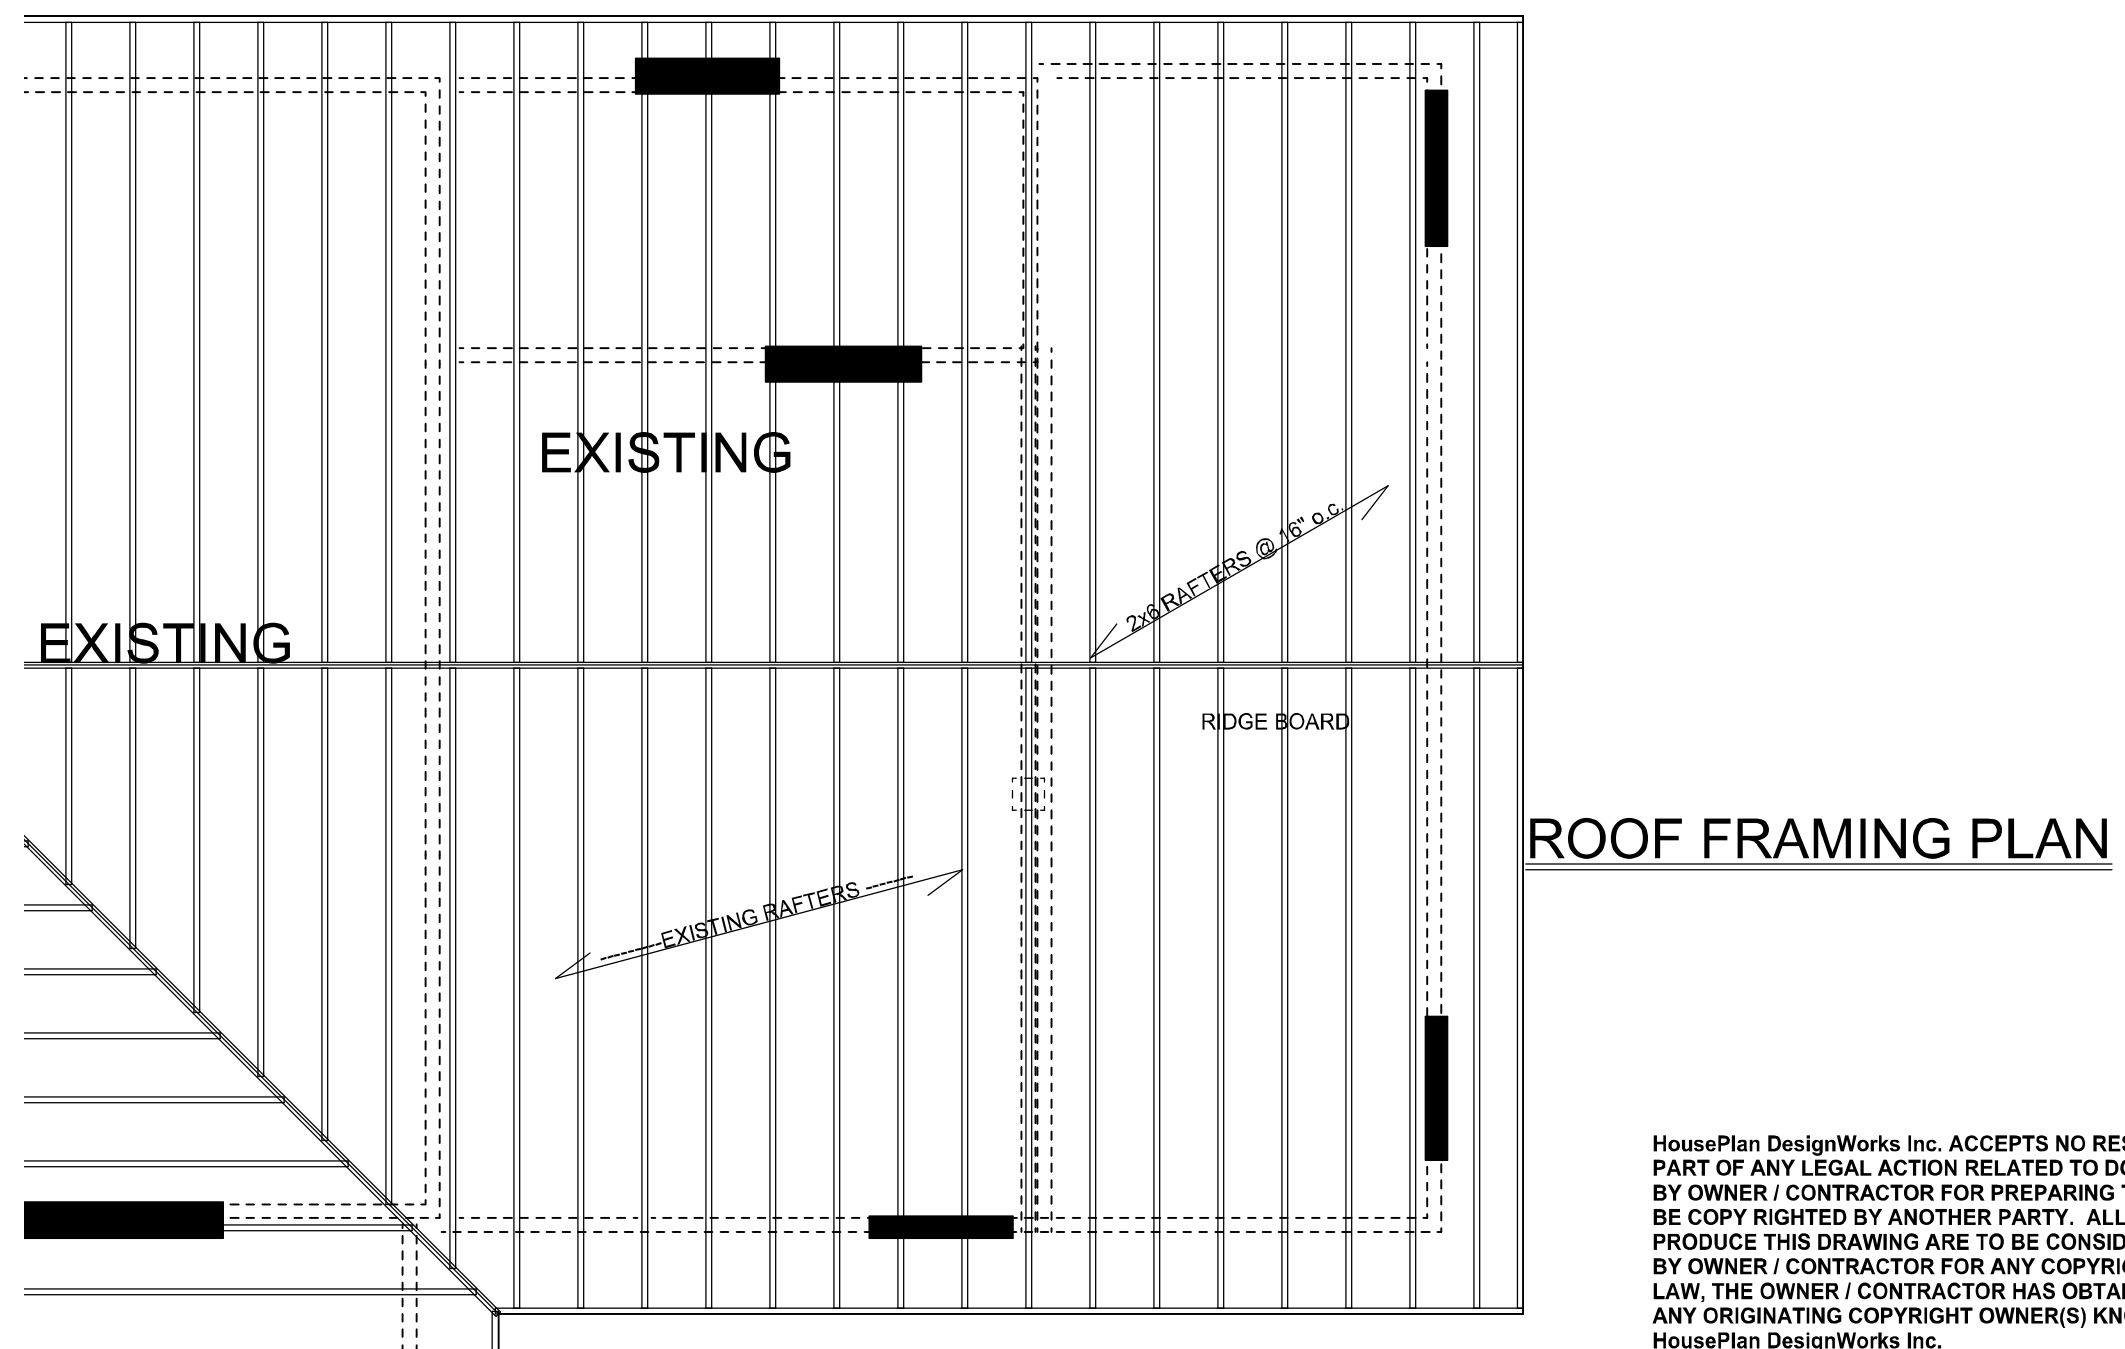 EXISTING
2x6 RAFTERS @ 16" o.c.
EXISTING
RIDGE BOARD
ROOF FRAMING PLAN
-------EXISTING RAFTERS ------
HousePlan DesignWorks Inc. ACCEPTS NO RES
PART OF ANY LEGAL ACTION RELATED TO DO
BY OWNER / CONTRACTOR FOR PREPARING T
BE COPY RIGHTED BY ANOTHER PARTY. ALL
PRODUCE THIS DRAWING ARE TO BE CONSID
BY OWNER / CONTRACTOR FOR ANY COPYRIG
LAW, THE OWNER / CONTRACTOR HAS OBTAI
ANY ORIGINATING COPYRIGHT OWNER(S) KNO
HousePlan DesignWorks Inc.